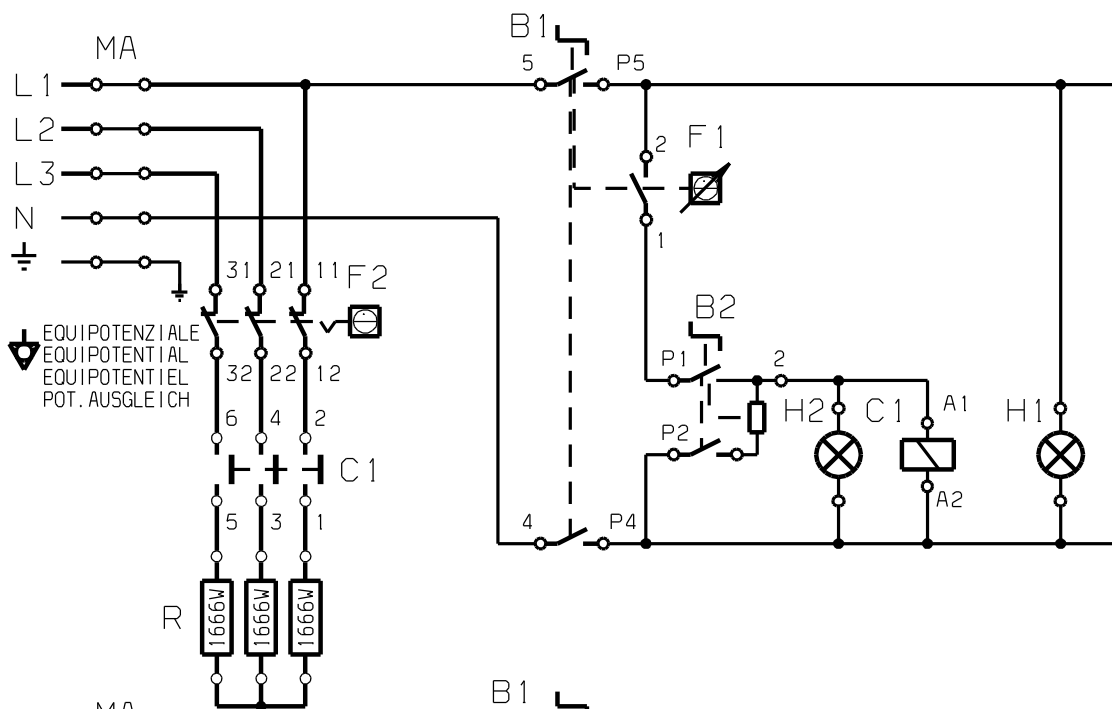 MA
B1
5
P5
L1
L2
L3
N
2
F1
1
31
21
11
F2
EQUIPOTENZIALE
EQUIPOTENTIAL
EQUIPOTENTIEL
POT. AUSGLEICH
32
22
12
B2
P1
2
P2
H2
C1
A1
A2
H1
6
4
2
C1
5
3
1
4
P4
R
1666W
1666W
1666W
MA
B1